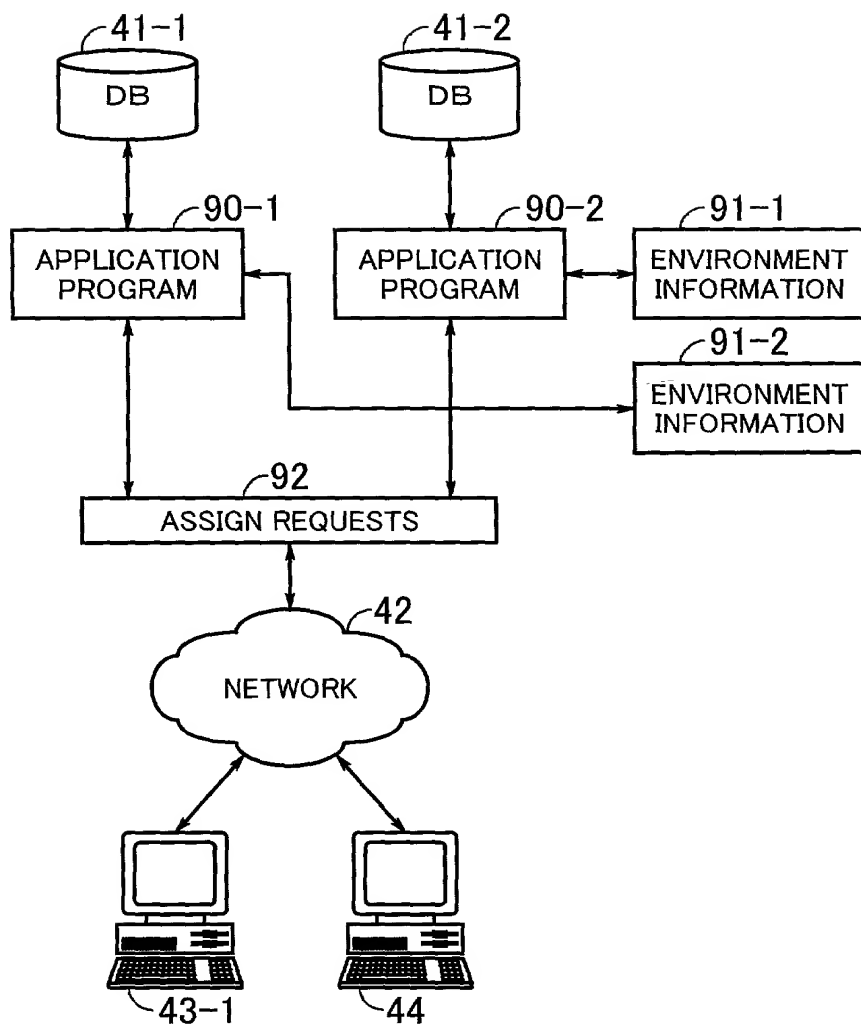 41-1
41-2
DB
DB
90-1
90-2
91-1
APPLICATION
PROGRAM
APPLICATION
PROGRAM
ENVIRONMENT
INFORMATION
91-2
ENVIRONMENT
INFORMATION
92
ASSIGN REQUESTS
42
NETWORK
43-1
44